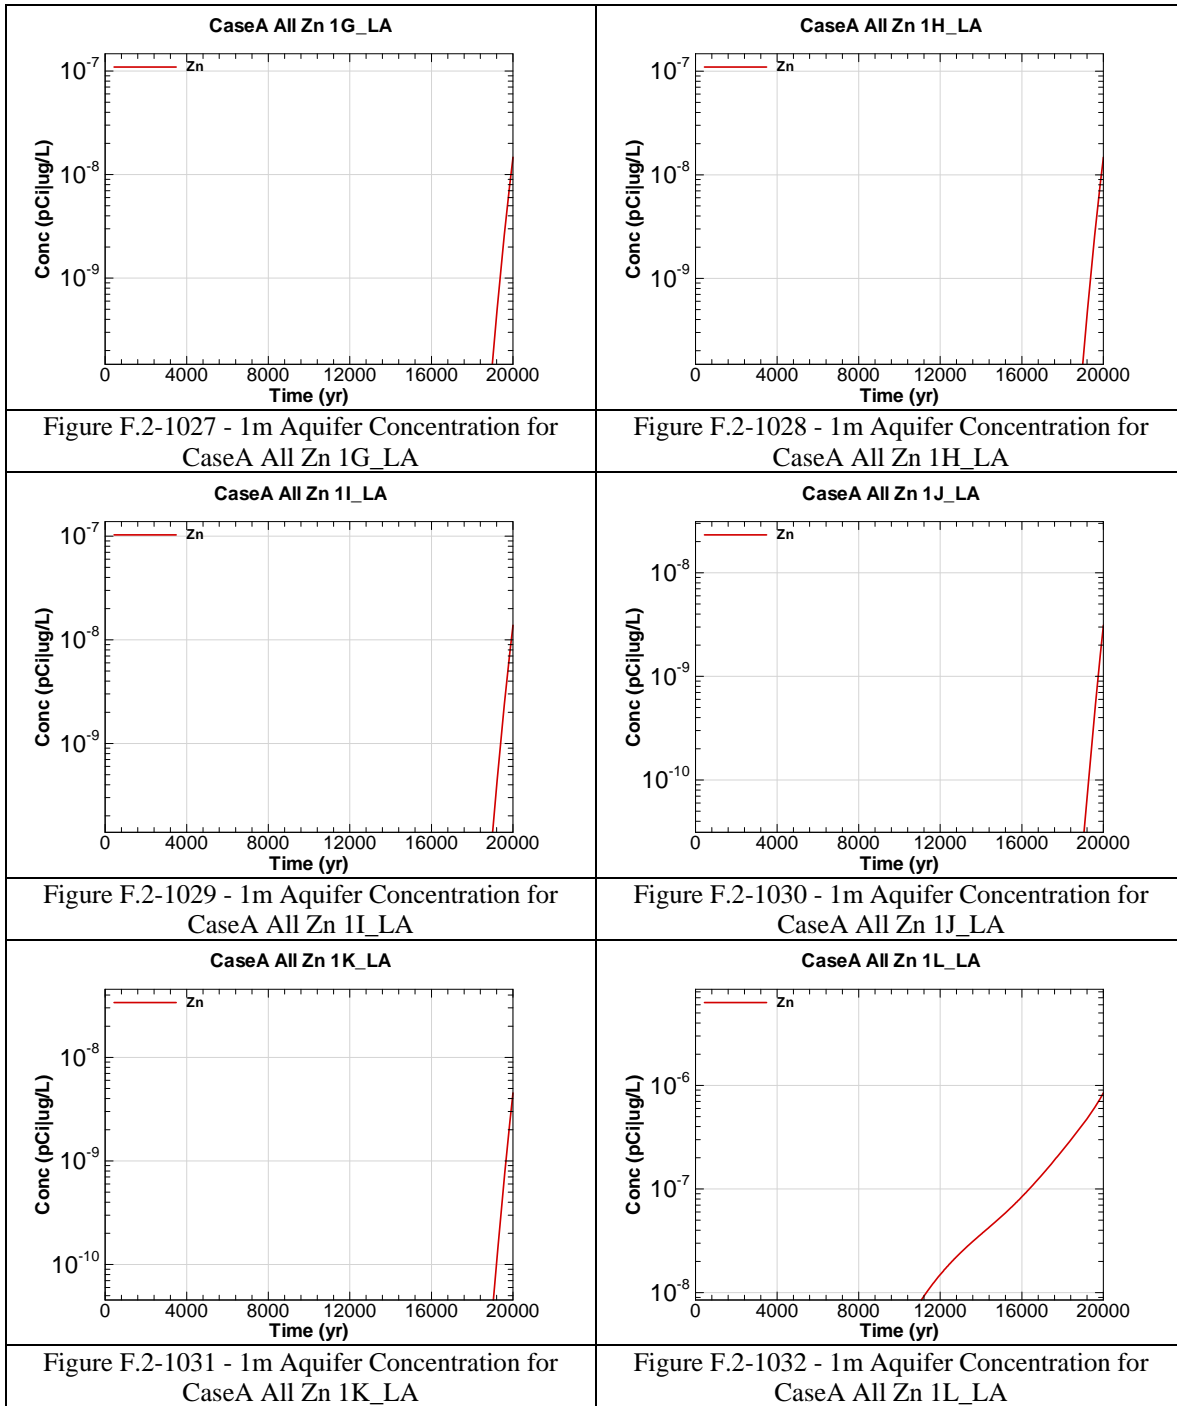 CaseA All Zn 1G_LA
Zn
10-7
10-8
10-9
Conc (pCi|ug/L)
0 4000 8000 12000 16000 20000
Time (yr)
Figure F.2-1027 - 1m Aquifer Concentration for
CaseA All Zn 1G_LA
CaseA All Zn 1H_LA
Zn
10-7
10-8
10-9
Conc (pCi|ug/L)
0 4000 8000 12000 16000 20000
Time (yr)
Figure F.2-1028 - 1m Aquifer Concentration for
CaseA All Zn 1H_LA
CaseA All Zn 1I_LA
Zn
10-7
10-8
10-9
Conc (pCi|ug/L)
0 4000 8000 12000 16000 20000
Time (yr)
Figure F.2-1029 - 1m Aquifer Concentration for
CaseA All Zn 1I_LA
CaseA All Zn 1J_LA
Zn
10-8
10-9
10-10
Conc (pCi|ug/L)
0 4000 8000 12000 16000 20000
Time (yr)
Figure F.2-1030 - 1m Aquifer Concentration for
CaseA All Zn 1J_LA
CaseA All Zn 1K_LA
Zn
10-8
10-9
10-10
Conc (pCi|ug/L)
0 4000 8000 12000 16000 20000
Time (yr)
Figure F.2-1031 - 1m Aquifer Concentration for
CaseA All Zn 1K_LA
CaseA All Zn 1L_LA
Zn
10-6
10-7
10-8
Conc (pCi|ug/L)
0 4000 8000 12000 16000 20000
Time (yr)
Figure F.2-1032 - 1m Aquifer Concentration for
CaseA All Zn 1L_LA